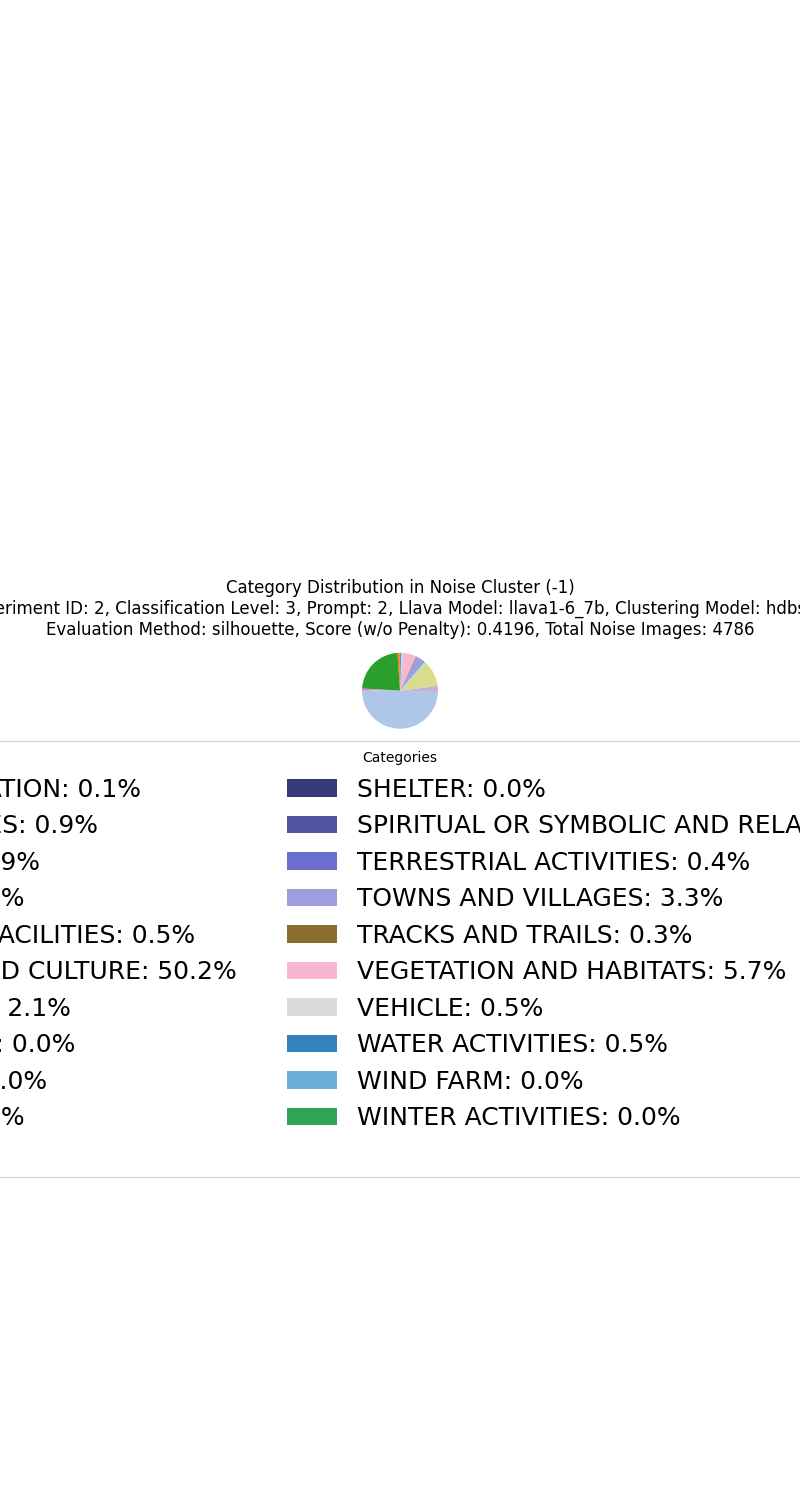 Category Distribution in Noise Cluster (-1)
eriment ID: 2, Classification Level: 3, Prompt: 2, Llava Model: llava1-6_7b, Clustering Model: hdbs
Evaluation Method: silhouette, Score (w/o Penalty): 0.4196, Total Noise Images: 4786
Categories
ATION: 0.1%
ES: 0.9%
9%
%
ACILITIES: 0.5%
D CULTURE: 50.2%
2.1%
: 0.0%
.0%
%
SHELTER: 0.0%
SPIRITUAL OR SYMBOLIC AND RELA
TERRESTRIAL ACTIVITIES: 0.4%
TOWNS AND VILLAGES: 3.3%
TRACKS AND TRAILS: 0.3%
VEGETATION AND HABITATS: 5.7%
VEHICLE: 0.5%
WATER ACTIVITIES: 0.5%
WIND FARM: 0.0%
WINTER ACTIVITIES: 0.0%